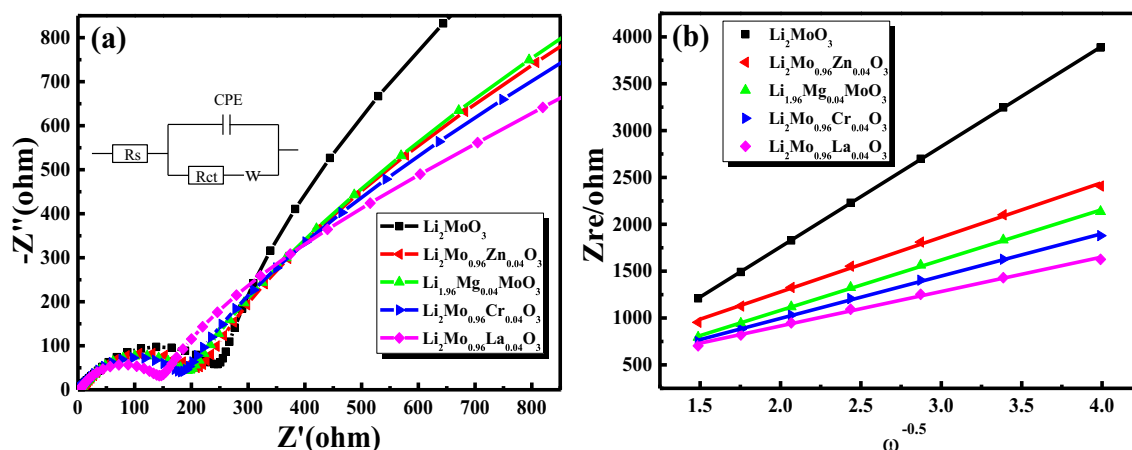 (a)
-Z''(ohm)
800
700
600
500
400
300
200
100
0
CPE
Rs
Rct
W
Li2MoO3
Li2Mo0.96Zn0.04O3
Li1.96Mg0.04MoO3
Li2Mo0.96Cr0.04O3
Li2Mo0.96La0.04O3
0 100 200 300 400 500 600 700 800
Z'(ohm)
(b)
Zre/ohm
4000
3500
3000
2500
2000
1500
1250
750
500
Li2MoO3
Li2Mo0.96Zn0.04O3
Li1.96Mg0.04MoO3
Li2Mo0.96Cr0.04O3
Li2Mo0.96La0.04O3
1.5 2.0 2.5 3.0 3.5 4.0
ω-0.5